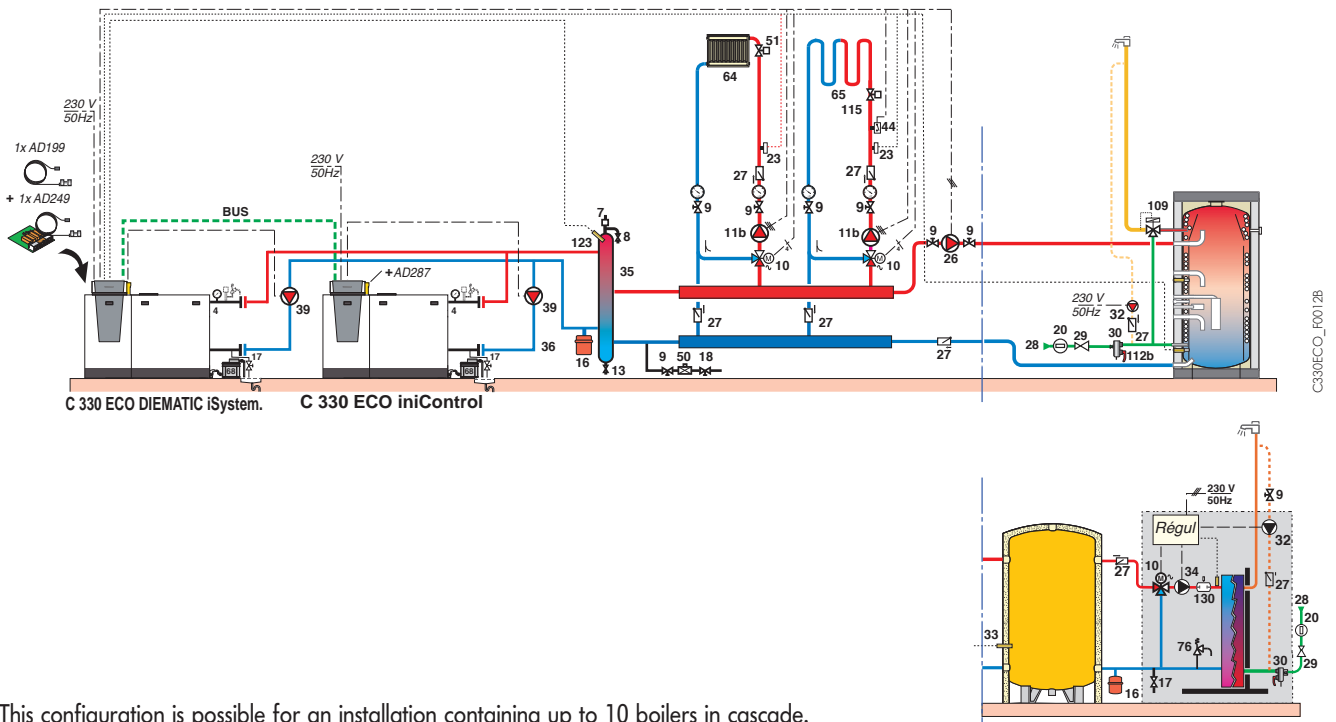 51
64
65
115
44
23
23
27
27
9
9
9
9
11b
11b
10
10
9
9
26
230 V
50Hz
1x AD199
+ 1x AD249
BUS
230 V
50Hz
+AD287
7
8
123
35
4
39
4
39
36
17
68
17
68
16
13
27
27
9 50 18
27
109
230 V
50Hz
32
27
28
20
29
30
112b
C 330 ECO DIEMATIC iSystem.
C 330 ECO iniControl
C330ECO_F0012B
230 V
50Hz
Régul
9
32
27
10
M
34
130
27
28
20
29
30
33
76
16
17
This configuration is possible for an installation containing up to 10 boilers in cascade.